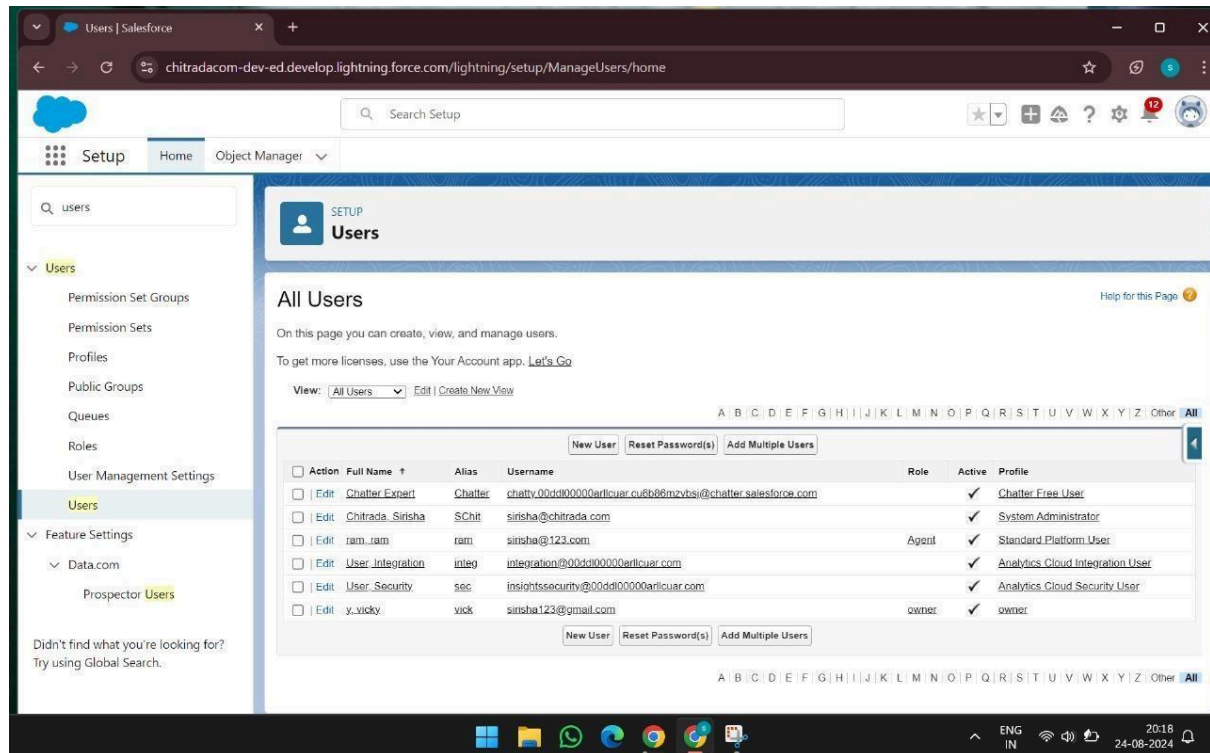 Users | Salesforce
chitradacom-dev-ed.develop.lightning.force.com/lightning/setup/ManageUsers/home
s
Search Setup
12
Setup Home Object Manager
users
SETUP
Users
Users
Permission Set Groups
Permission Sets
Profiles
Public Groups
Queues
Roles
User Management Settings
Users
Feature Settings
Data.com
Prospector Users
Didn't find what you're looking for?
Try using Global Search.
All Users
Help for this Page
On this page you can create, view, and manage users.
To get more licenses, use the Your Account app. Let's Go
View: All Users Edit | Create New View
A B C D E F G H I J K L M N O P Q R S T U V W X Y Z Other All
New User Reset Password(s) Add Multiple Users
Action Full Name ↑ Alias Username Role Active Profile
Edit Chatter Expert Chatter Chatter Free User
Edit Chitrada, Sirisha SChit sirisha@chitrada.com System Administrator
Edit ram, ram ram sirisha@123.com Agent Standard Platform User
Edit User, Integration integ Analytics Cloud Integration User
Edit User, Security sec Analytics Cloud Security User
Edit y, vicky vick sirisha123@gmail.com owner owner
New User Reset Password(s) Add Multiple Users
A B C D E F G H I J K L M N O P Q R S T U V W X Y Z Other All
ENG
IN
20:18
24-08-2024